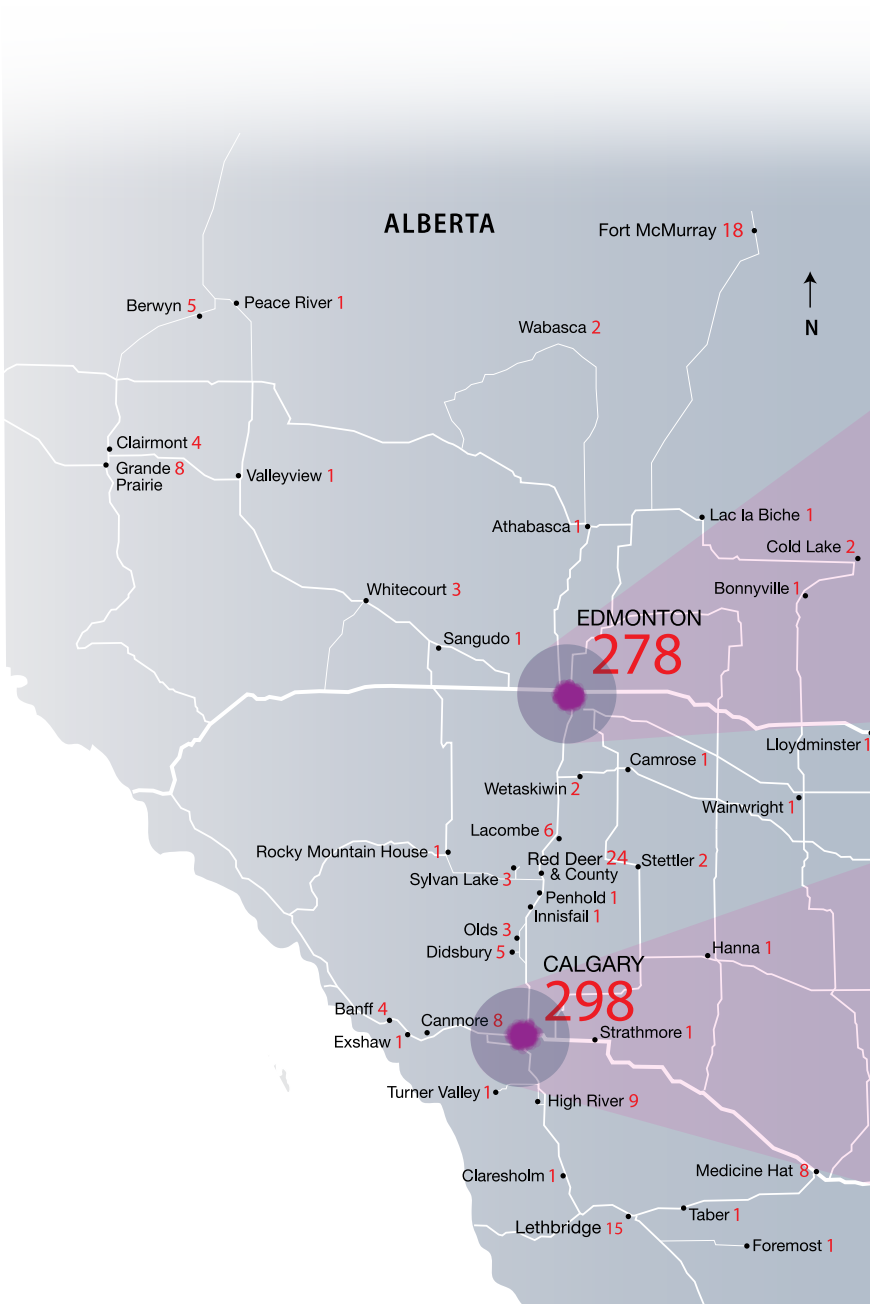 ALBERTA
Fort McMurray 18
N
Berwyn 5
Peace River 1
Wabasca 2
Clairmont 4
Grande 8
Prairie
Valleyview 1
Athabasca 1
Lac la Biche 1
Cold Lake 2
Bonnyville 1
Whitecourt 3
EDMONTON
278
Sangudo 1
Lloydminster 1
Camrose 1
Wetaskiwin 2
Wainwright 1
Lacombe 6
Rocky Mountain House 1
Red Deer 24
& County
Stettler 2
Sylvan Lake 3
Penhold 1
Innisfail 1
Olds 3
Didsbury 5
Hanna 1
CALGARY
298
Banff 4
Canmore 8
Exshaw 1
Strathmore 1
Turner Valley 1
High River 9
Claresholm 1
Medicine Hat 8
Lethbridge 15
Taber 1
Foremost 1